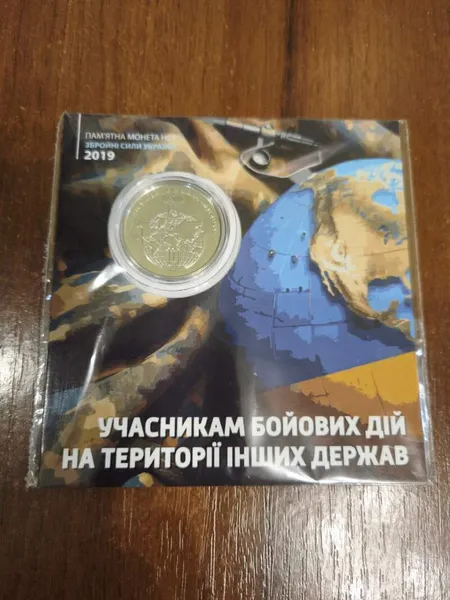 ПАМ'ЯТНА МОНЕТА НБУ
ЗБРОЙНІ СИЛИ УКРАЇНИ
2019
УЧАСНИКАМ БОЙОВИХ ДІЙ
НА ТЕРИТОРІЇ ІНШИХ ДЕРЖАВ